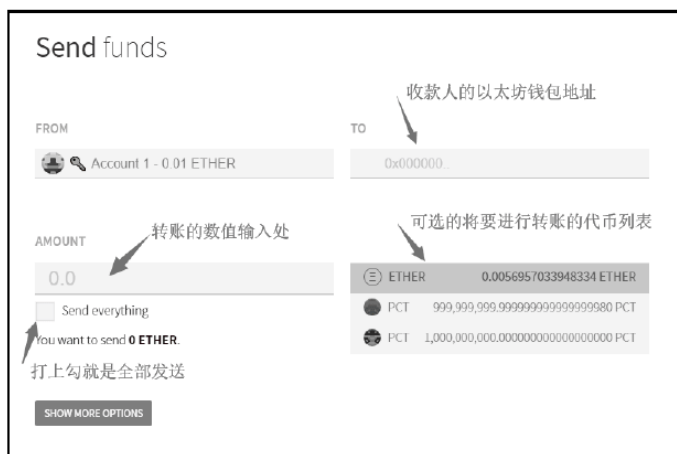 Send funds
收款人的以太坊钱包地址
FROM
TO
Account 1 - 0.01 ETHER
0x000000..
转账的数值输入处
可选的将要进行转账的代币列表
AMOUNT
0.0
ETHER 0.0056957033948334 ETHER
Send everything
PCT 999,999,999.999999999999999980 PCT
You want to send 0 ETHER.
PCT 1,000,000,000.000000000000000000 PCT
打上勾就是全部发送
SHOW MORE OPTIONS